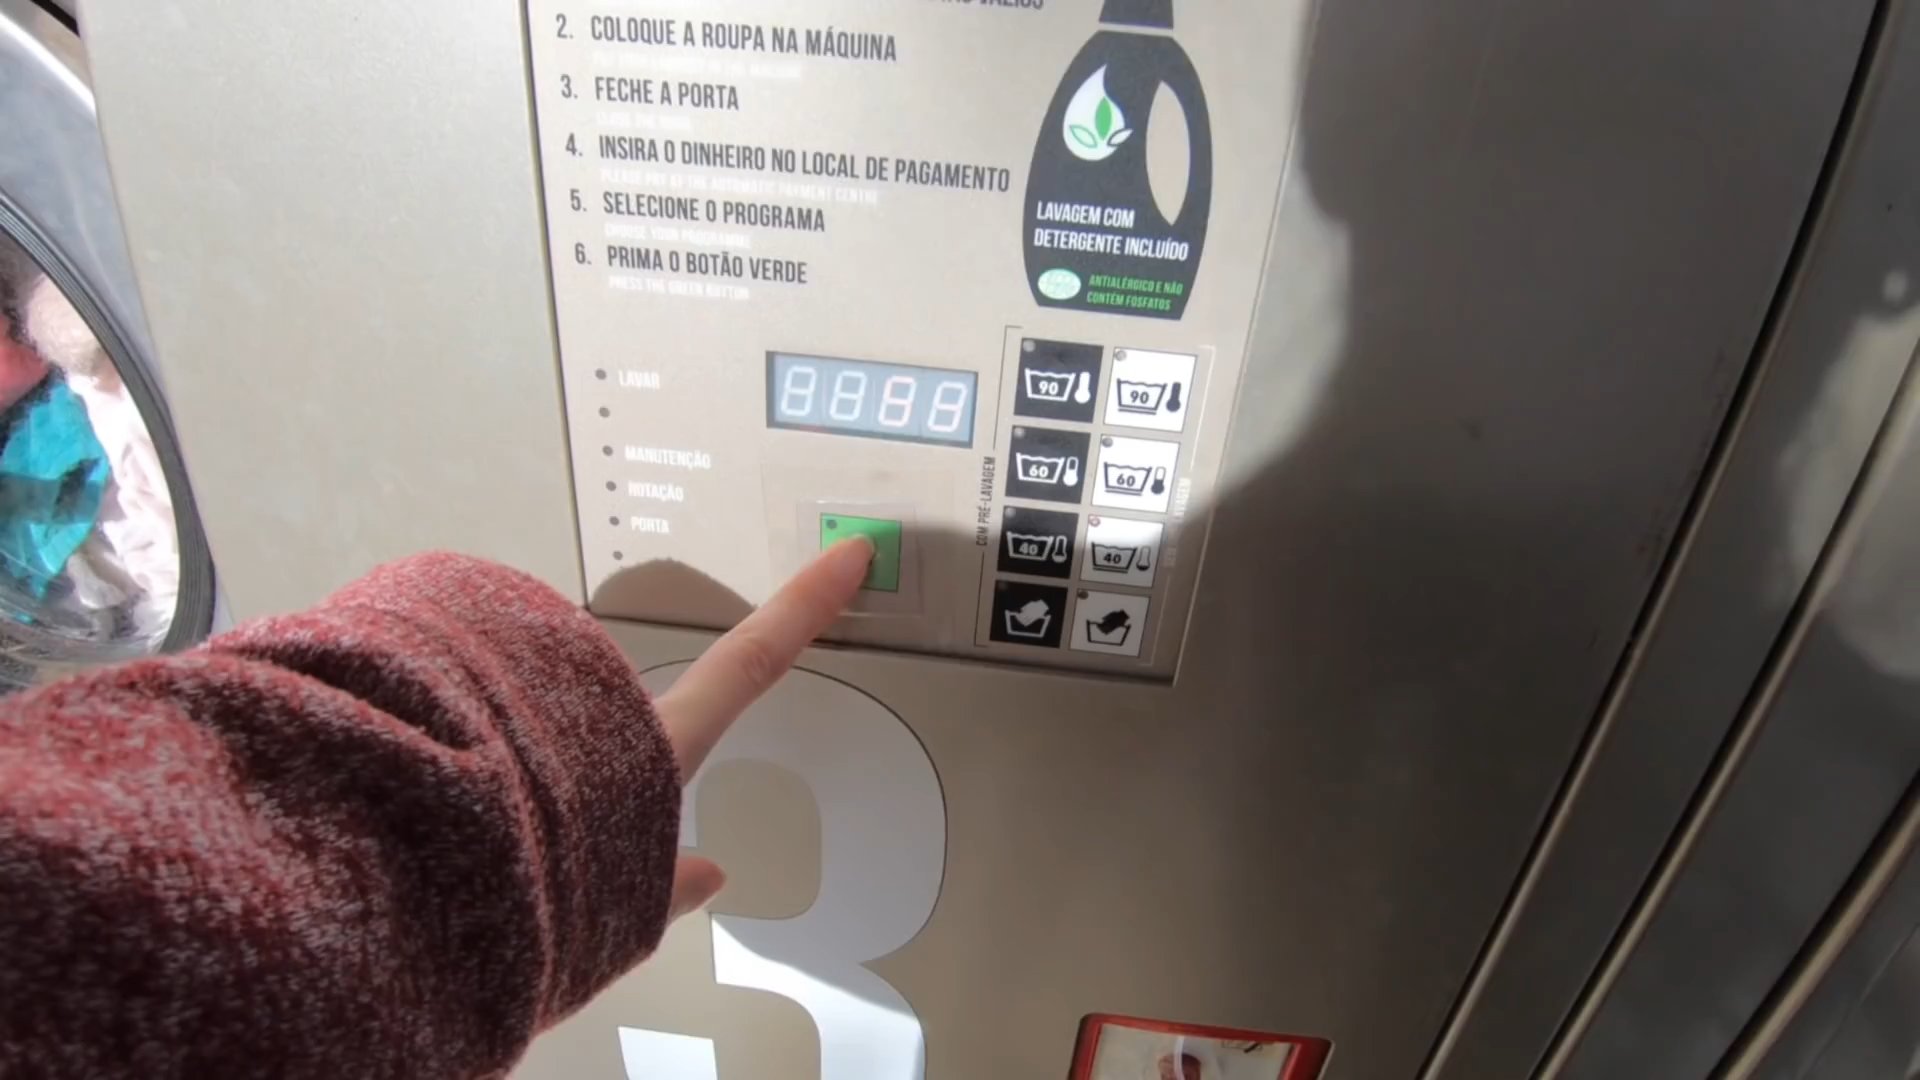 2. COLOQUE A ROUPA NA MÁQUINA
3. FECHE A PORTA
CLOSE THE DOOR
4. INSIRA O DINHEIRO NO LOCAL DE PAGAMENTO
PLEASE PAY AT THE AUTOMATIC PAYMENT CENTRE
5. SELECIONE O PROGRAMA
CHOOSE YOUR PROGRAMME
6. PRIMA O BOTÃO VERDE
PRESS THE GREEN BUTTON
LAVAGEM COM
DETERGENTE INCLUÍDO
ANTIALÉRGICO E NÃO
CONTÉM FOSFATOS
LAVAR
MANUTENÇÃO
ROTAÇÃO
PORTA
COM PRÉ-LAVAGEM
90 90
60 60
40 40
3